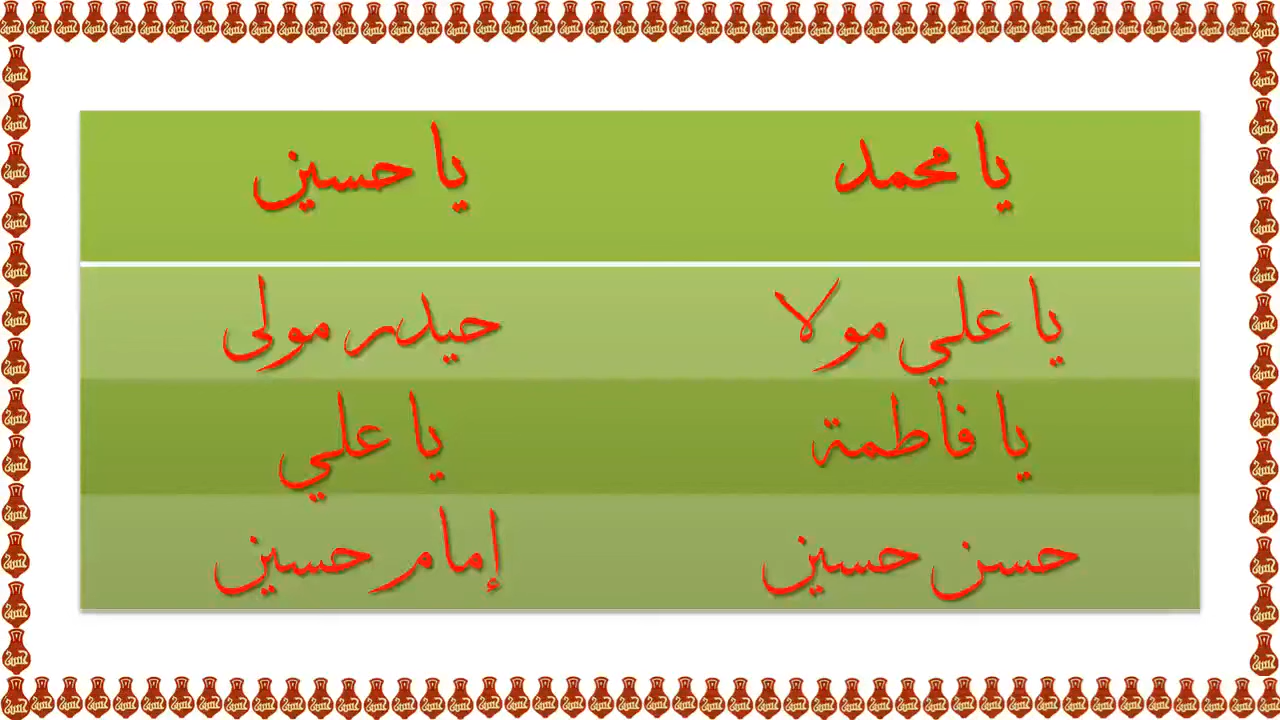 يا محمد
يا حسين
يا علي مولا
حيدر مولى
يا فاطمة
يا علي
حسن حسين
إمام حسين